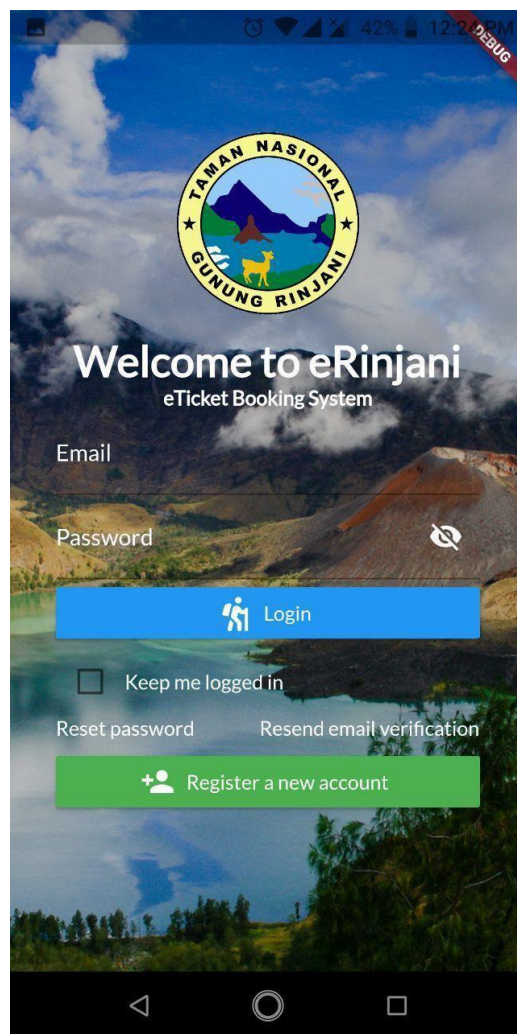 42% 12:24 PM
DEBUG
TAMAN NASIONAL
GUNUNG RINJANI
Welcome to eRinjani
eTicket Booking System
Email
Password
Login
Keep me logged in
Reset password Resend email verification
Register a new account